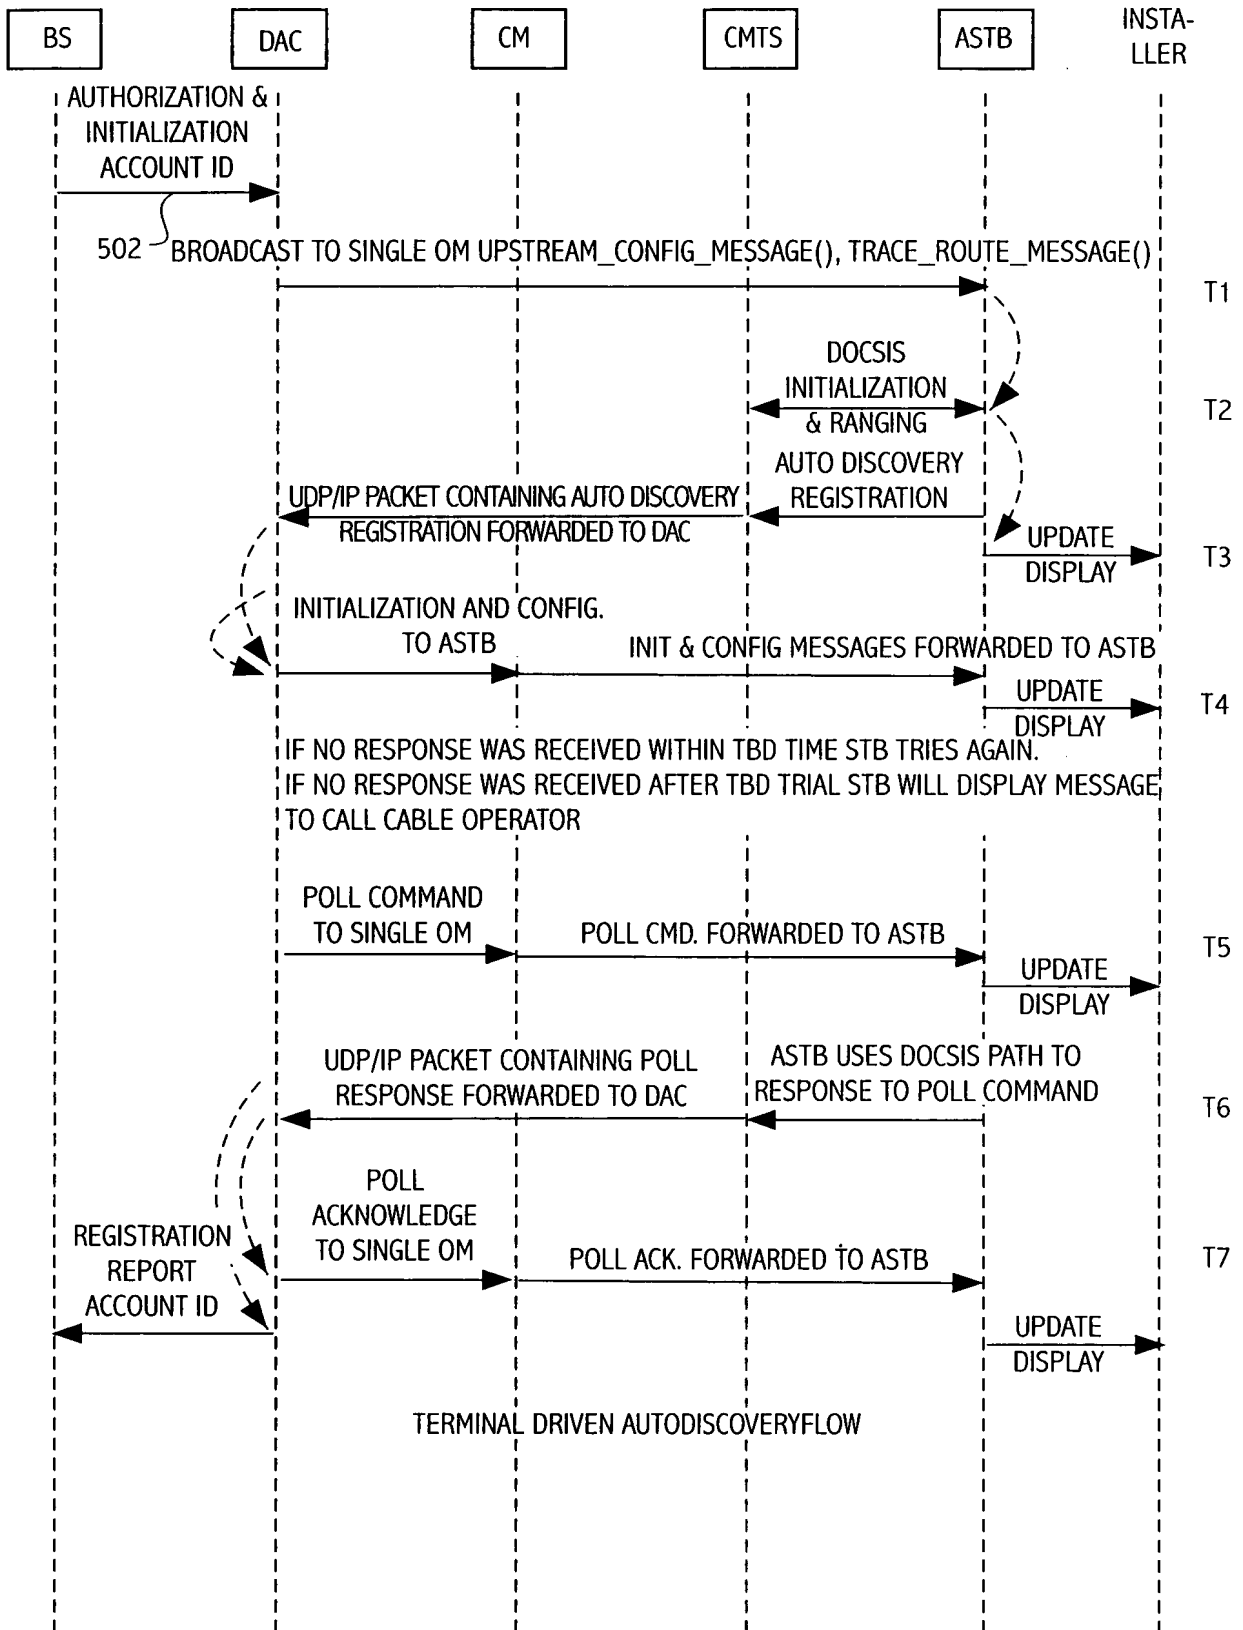 BS
DAC
CM
CMTS
ASTB
INSTA-
LLER
AUTHORIZATION &
INITIALIZATION
ACCOUNT ID
502
BROADCAST TO SINGLE OM UPSTREAM_CONFIG_MESSAGE(), TRACE_ROUTE_MESSAGE()
T1
DOCSIS
INITIALIZATION
& RANGING
T2
AUTO DISCOVERY
REGISTRATION
UDP/IP PACKET CONTAINING AUTO DISCOVERY
REGISTRATION FORWARDED TO DAC
UPDATE
DISPLAY
T3
INITIALIZATION AND CONFIG.
TO ASTB
INIT & CONFIG MESSAGES FORWARDED TO ASTB
UPDATE
DISPLAY
T4
IF NO RESPONSE WAS RECEIVED WITHIN TBD TIME STB TRIES AGAIN.
IF NO RESPONSE WAS RECEIVED AFTER TBD TRIAL STB WILL DISPLAY MESSAGE
TO CALL CABLE OPERATOR
POLL COMMAND
TO SINGLE OM
POLL CMD. FORWARDED TO ASTB
T5
UPDATE
DISPLAY
UDP/IP PACKET CONTAINING POLL
RESPONSE FORWARDED TO DAC
ASTB USES DOCSIS PATH TO
RESPONSE TO POLL COMMAND
T6
POLL
ACKNOWLEDGE
TO SINGLE OM
POLL ACK. FORWARDED TO ASTB
T7
REGISTRATION
REPORT
ACCOUNT ID
UPDATE
DISPLAY
TERMINAL DRIVEN AUTODISCOVERYFLOW